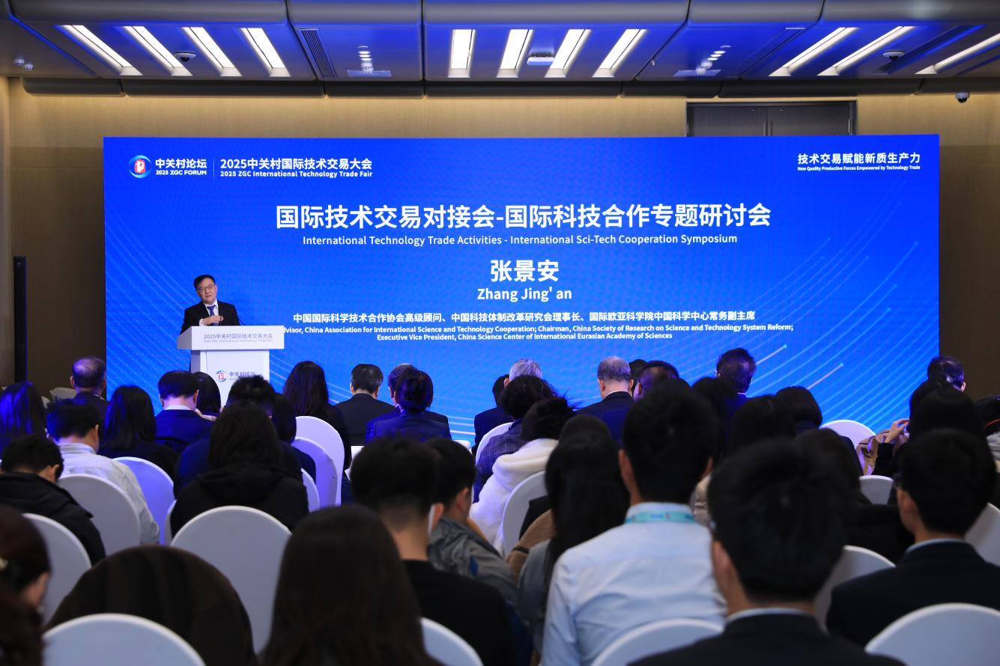 中关村论坛
2025 ZGC FORUM
2025中关村国际技术交易大会
2025 ZGC International Technology Trade Fair
技术交易赋能新质生产力
New Quality Productive Forces Empowered by Technology Trade
国际技术交易对接会-国际科技合作专题研讨会
International Technology Trade Activities - International Sci-Tech Cooperation Symposium
张景安
Zhang Jing' an
中国国际科学技术合作协会高级顾问、中国科技体制改革研究会理事长、国际欧亚科学院中国科学中心常务副主席
China Association for International Science and Technology Cooperation; Chairman, China Society of Research on Science and Technology System Reform;
Executive Vice President, China Science Center of International Eurasian Academy of Sciences
2025中关村国际技术交易大会
2025 ZGC International Technology Trade Fair
中关村论坛